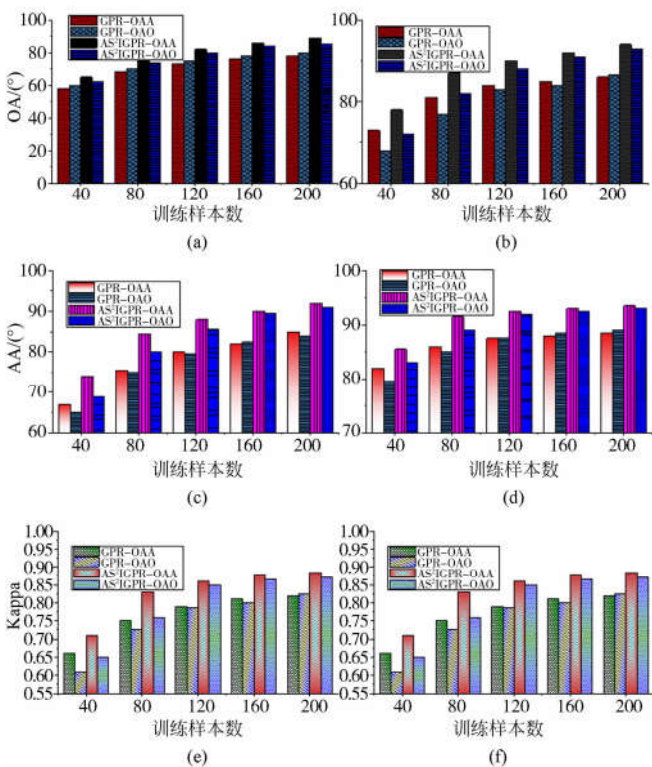 GPR-OAA
GPR-OAO
AS²IGPR-OAA
AS²IGPR-OAO
OA/(°)
100
80
60
40
20
0
40 80 120 160 200
训练样本数
(a)
GPR-OAA
GPR-OAO
AS²IGPR-OAA
AS²IGPR-OAO
80
60
40 80 120 160 200
训练样本数
(b)
GPR-OAA
GPR-OAO
AS²IGPR-OAA
AS²IGPR-OAO
AA/(°)
100
90
80
70
60
40 80 120 160 200
训练样本数
(c)
GPR-OAA
GPR-OAO
AS²IGPR-OAA
AS²IGPR-OAO
100
90
80
70
40 80 120 160 200
训练样本数
(d)
GPR-OAA
GPR-OAO
AS²IGPR-OAA
AS²IGPR-OAO
Kappa
1.00
0.95
0.90
0.85
0.80
0.75
0.70
0.65
0.60
0.55
40 80 120 160 200
训练样本数
(e)
GPR-OAA
GPR-OAO
AS²IGPR-OAA
AS²IGPR-OAO
1.00
0.95
0.90
0.85
0.80
0.75
0.70
0.65
0.60
0.55
40 80 120 160 200
训练样本数
(f)